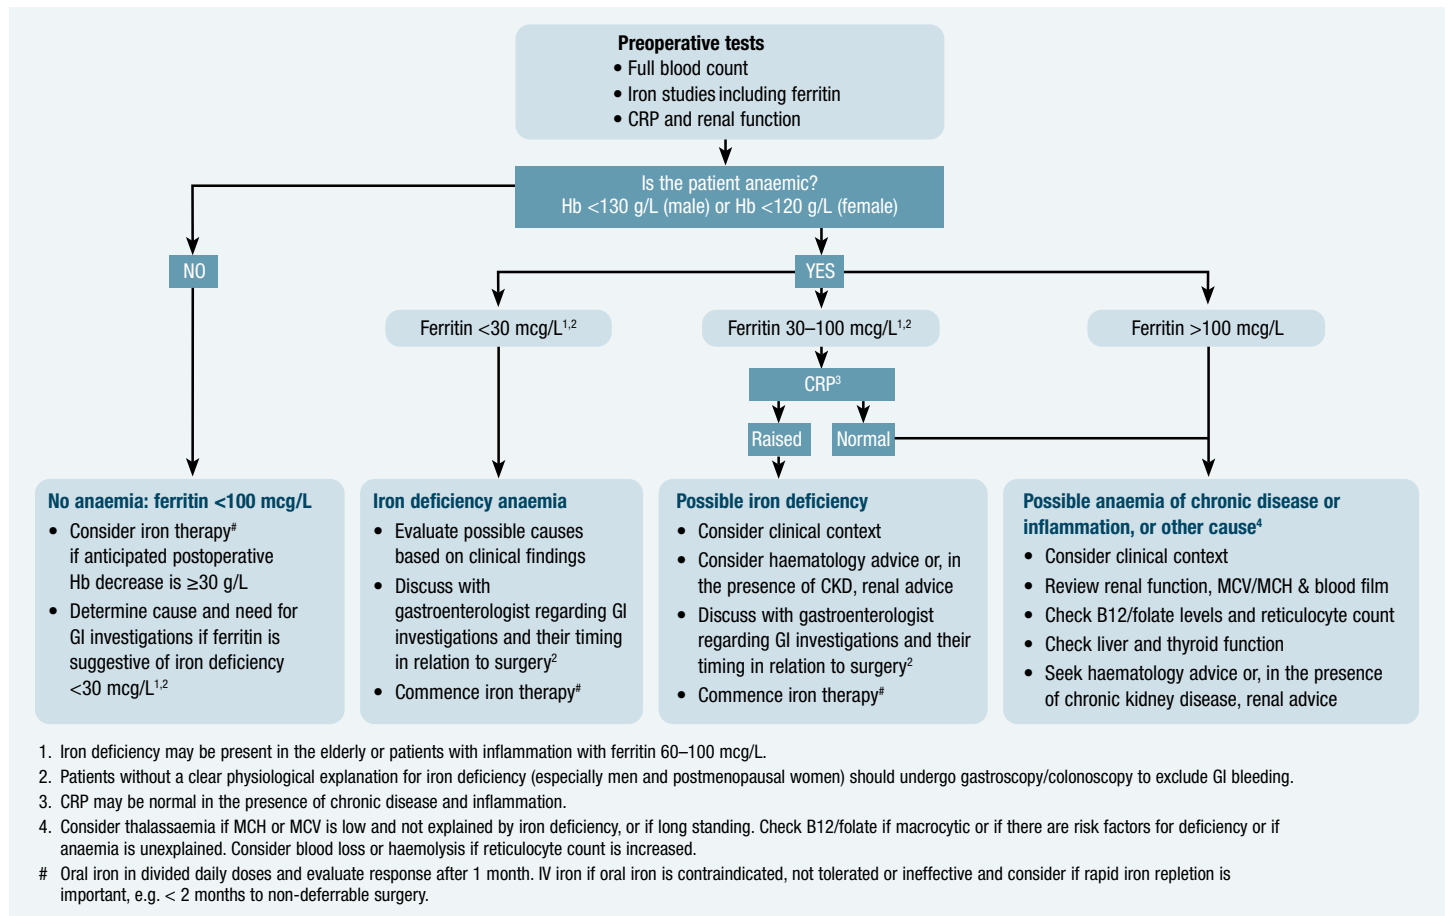 Preoperative tests
• Full blood count
• Iron studies including ferritin
• CRP and renal function
Is the patient anaemic?
Hb <130 g/L (male) or Hb <120 g/L (female)
NO
YES
Ferritin <30 mcg/L1,2
Ferritin 30–100 mcg/L1,2
Ferritin >100 mcg/L
CRP3
Raised
Normal
No anaemia: ferritin <100 mcg/L
• Consider iron therapy#
if anticipated postoperative
Hb decrease is ≥30 g/L
• Determine cause and need for
GI investigations if ferritin is
suggestive of iron deficiency
<30 mcg/L1,2
Iron deficiency anaemia
• Evaluate possible causes
based on clinical findings
• Discuss with
gastroenterologist regarding GI
investigations and their timing
in relation to surgery2
• Commence iron therapy#
Possible iron deficiency
• Consider clinical context
• Consider haematology advice or, in
the presence of CKD, renal advice
• Discuss with gastroenterologist
regarding GI investigations and their
timing in relation to surgery2
• Commence iron therapy#
Possible anaemia of chronic disease or
inflammation, or other cause4
• Consider clinical context
• Review renal function, MCV/MCH & blood film
• Check B12/folate levels and reticulocyte count
• Check liver and thyroid function
• Seek haematology advice or, in the presence
of chronic kidney disease, renal advice
1. Iron deficiency may be present in the elderly or patients with inflammation with ferritin 60–100 mcg/L.
2. Patients without a clear physiological explanation for iron deficiency (especially men and postmenopausal women) should undergo gastroscopy/colonoscopy to exclude GI bleeding.
3. CRP may be normal in the presence of chronic disease and inflammation.
4. Consider thalassaemia if MCH or MCV is low and not explained by iron deficiency, or if long standing. Check B12/folate if macrocytic or if there are risk factors for deficiency or if
anaemia is unexplained. Consider blood loss or haemolysis if reticulocyte count is increased.
# Oral iron in divided daily doses and evaluate response after 1 month. IV iron if oral iron is contraindicated, not tolerated or ineffective and consider if rapid iron repletion is
important, e.g. < 2 months to non-deferrable surgery.